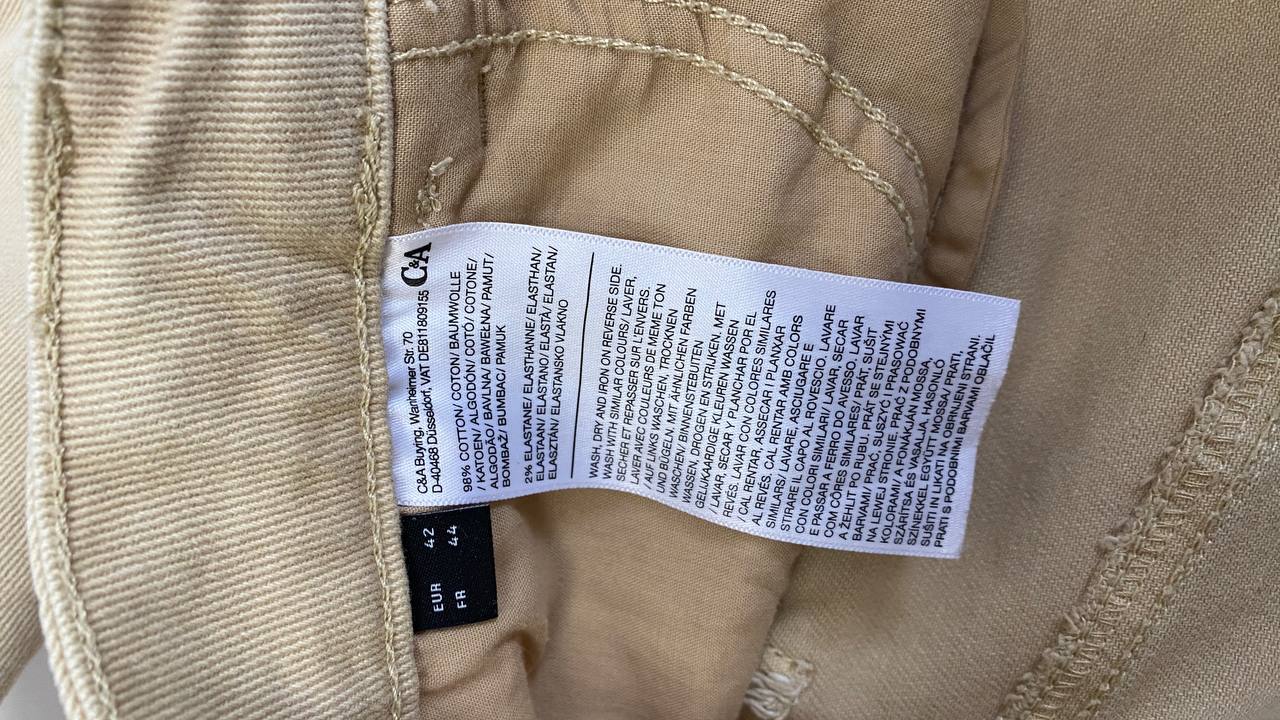 C&A
C&A Buying, Wanheimer Str. 70
D-40468 Düsseldorf, VAT DE811809155
98% COTTON/ COTON/ BAUMWOLLE
/ KATOEN/ ALGODÓN/ COTÓ/ COTONE/
ALGODÃO/ BAVLNA/ BAWEŁNA/ PAMUT/
BOMBAŽ/ BUMBAC/ PAMUK
2% ELASTANE/ ELASTHANNE/ ELASTHAN/
ELASTAAN/ ELASTANO/ ELASTÀ/ ELASTAN/
ELASZTÁN/ ELASTANSKO VLAKNO
WASH, DRY AND IRON ON REVERSE SIDE.
WASH WITH SIMILAR COLOURS/ LAVER,
SECHER ET REPASSER SUR L'ENVERS.
LAVER AVEC COULEURS DE MEME TON
/ AUF LINKS WASCHEN, TROCKNEN
UND BÜGELN. MIT ÄHNLICHEN FARBEN
WASCHEN/ BINNENSTEBUITEN
WASSEN, DROGEN EN STRIJKEN. MET
GELIJKAARDIGE KLEUREN WASSEN
/ LAVAR, SECAR Y PLANCHAR POR EL
REVÉS. LAVAR CON COLORES SIMILARES
/ CAL RENTAR, ASSECAR I PLANXAR
AL REVÉS. CAL RENTAR AMB COLORS
SIMILARS/ LAVARE, ASCIUGARE E
STIRARE IL CAPO AL ROVESCIO. LAVARE
CON COLORI SIMILARI/ LAVAR, SECAR
E PASSAR A FERRO DO AVESSO. LAVAR
COM CÔRES SIMILARES/ PRÁT, SUŠIT
A ŽEHLIT PO RUBU. PRÁT SE STEJNÝMI
BARVAMI/ PRAĆ, SUSZYĆ I PRASOWAĆ
NA LEWEJ STRONIE, PRAĆ Z PODOBNYMI
KOLORAMI/ A FONÁKJÁN MOSSA,
SZÁRÍTSA ÉS VASALJA, HASONLÓ
SZÍNEKKEL EGYÜTT MOSSA/ PRATI,
SUŠITI IN LIKATI NA OBRNJENI STRANI.
PRATI S PODOBNIMI BARVAMI OBLAČIL
EUR 42
FR 44